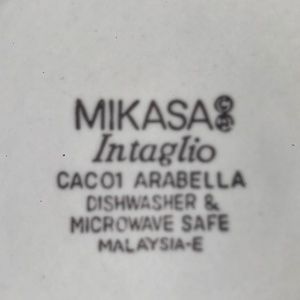 MIKASA
Intaglio
CAC01 ARABELLA
DISHWASHER &
MICROWAVE SAFE
MALAYSIA-E